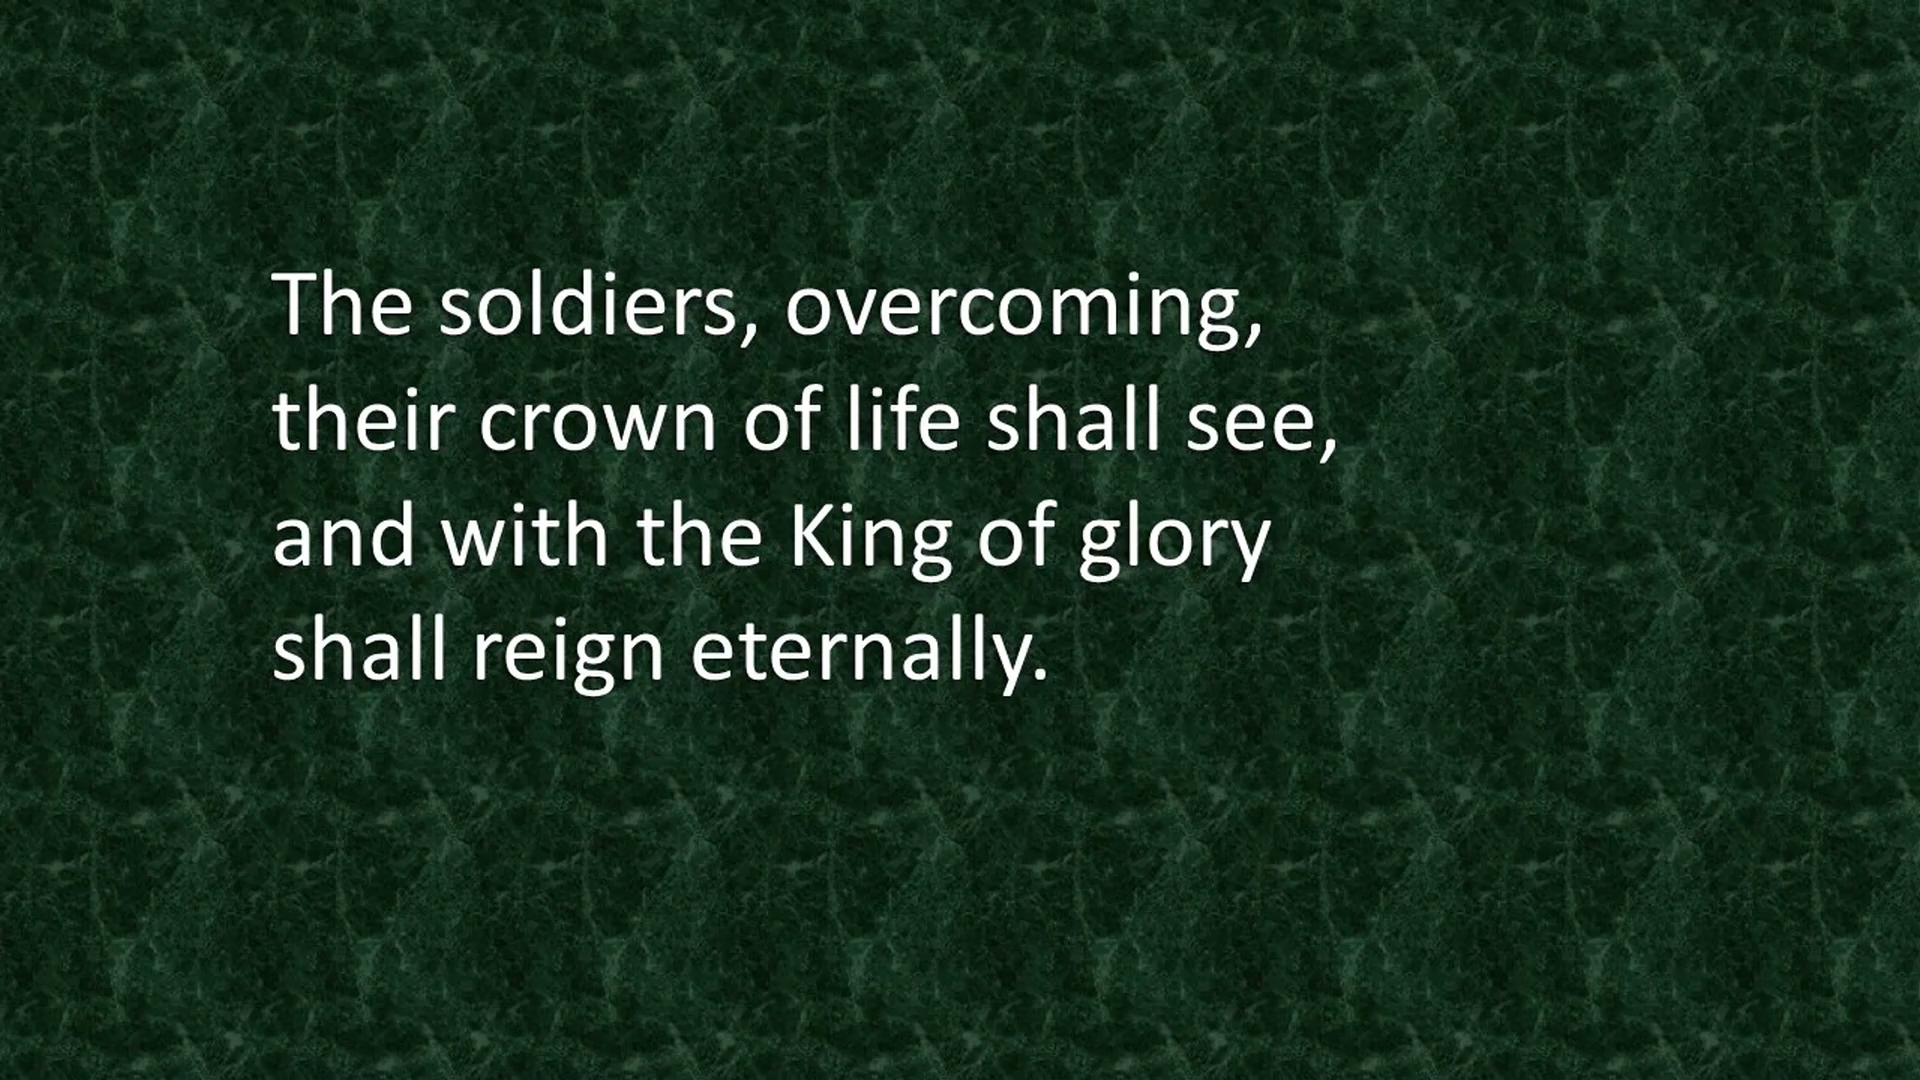 The soldiers, overcoming,
their crown of life shall see,
and with the King of glory
shall reign eternally.